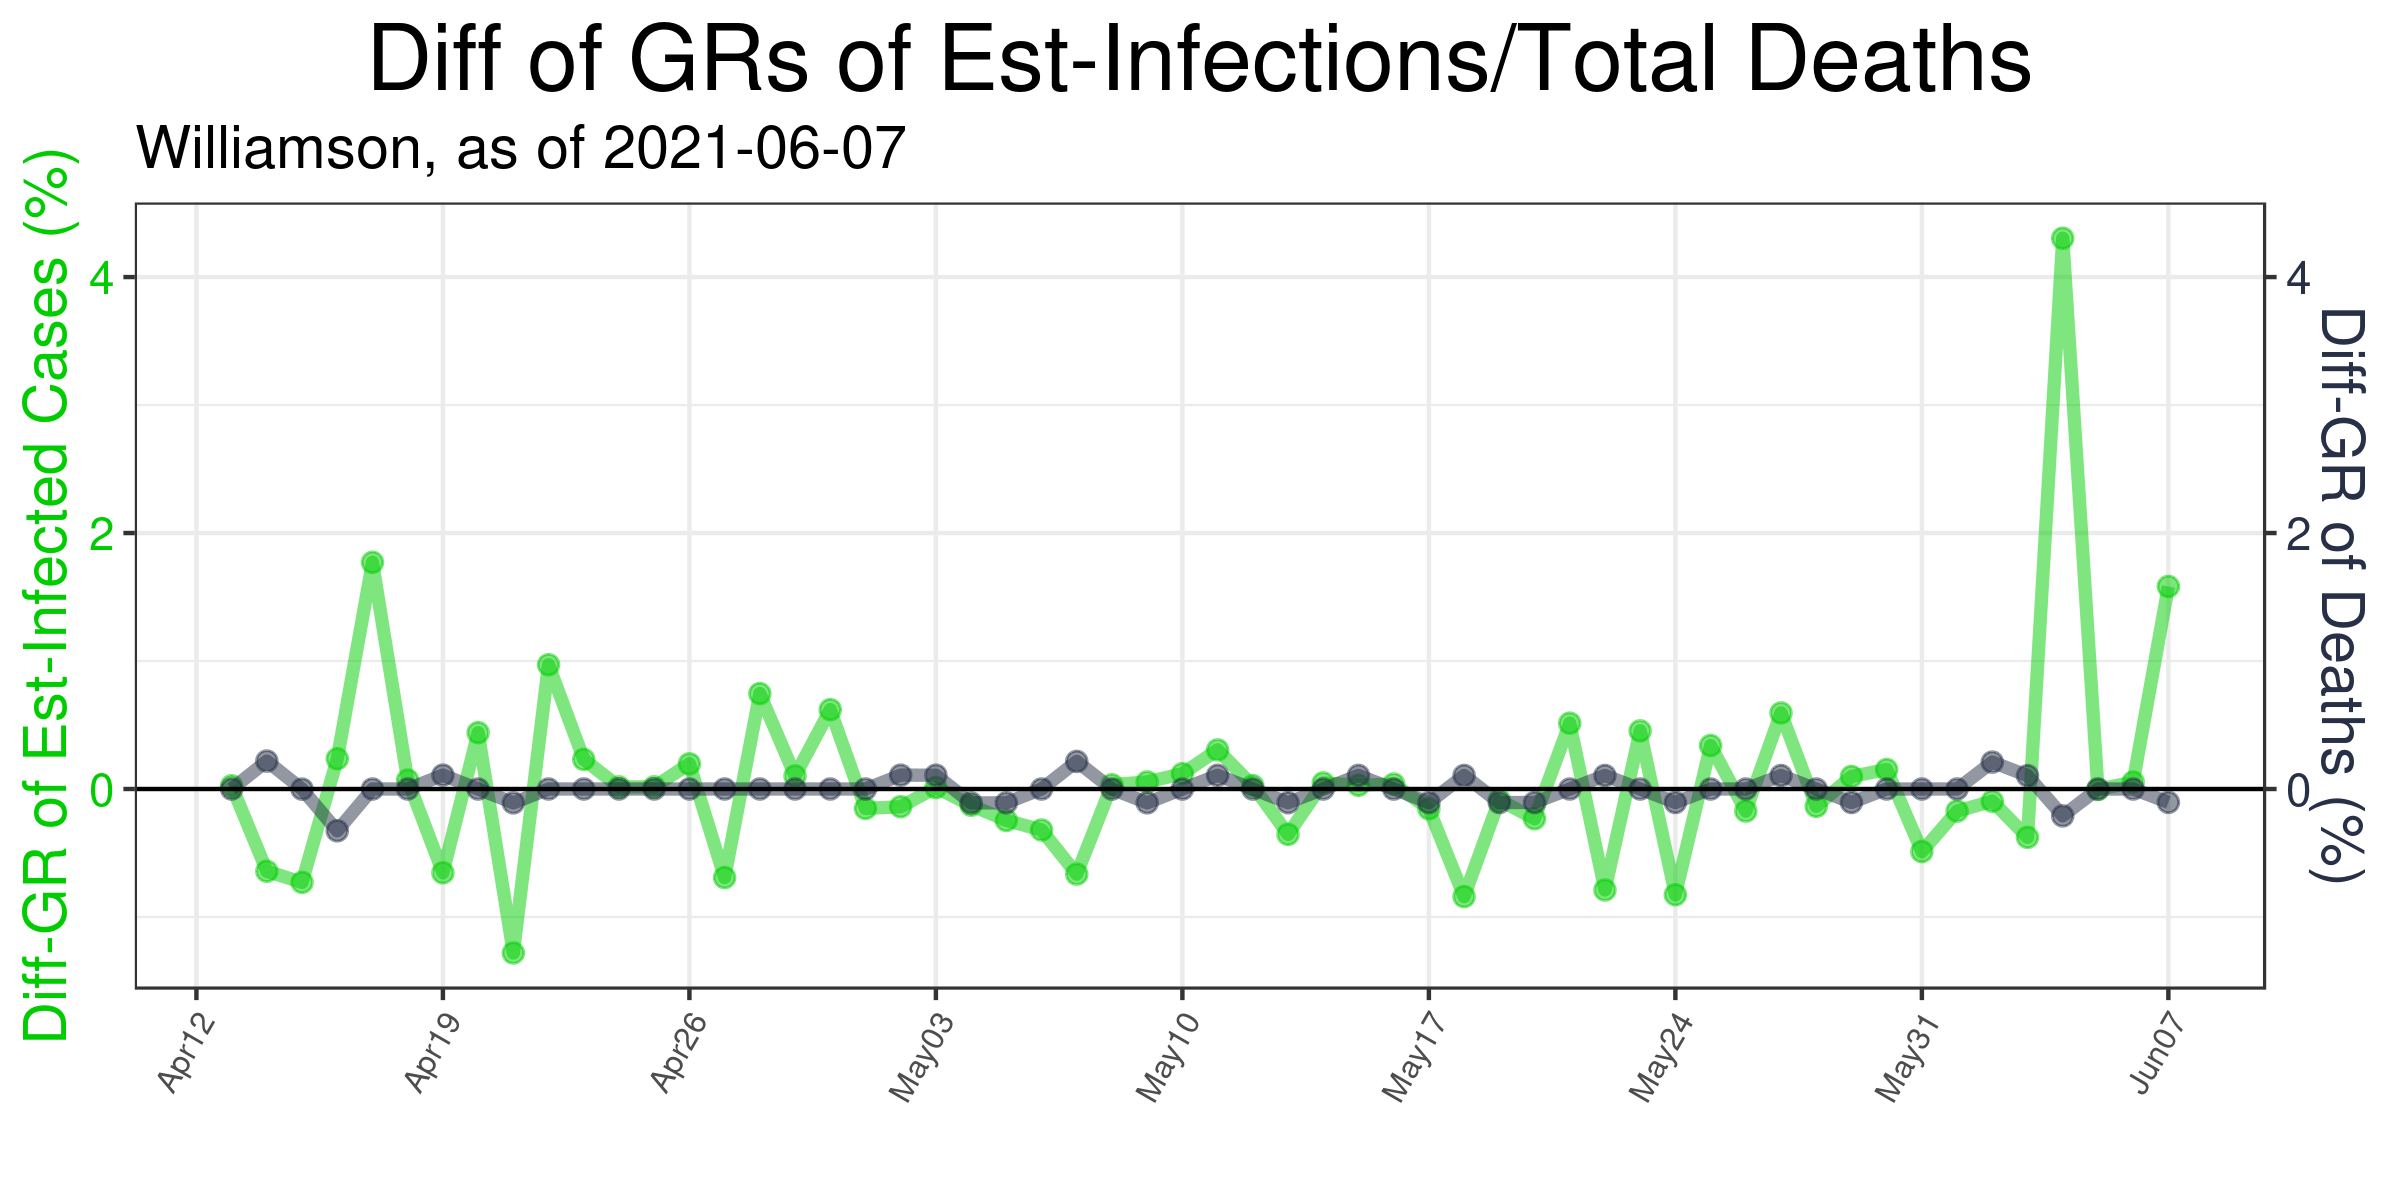 Diff of GRs of Est-Infections/Total Deaths
Williamson, as of 2021-06-07
Diff-GR of Est-Infected Cases (%)
4
2
0
4
2
0
Diff-GR of Deaths (%)
Apr12
Apr19
Apr26
May03
May10
May17
May24
May31
Jun07